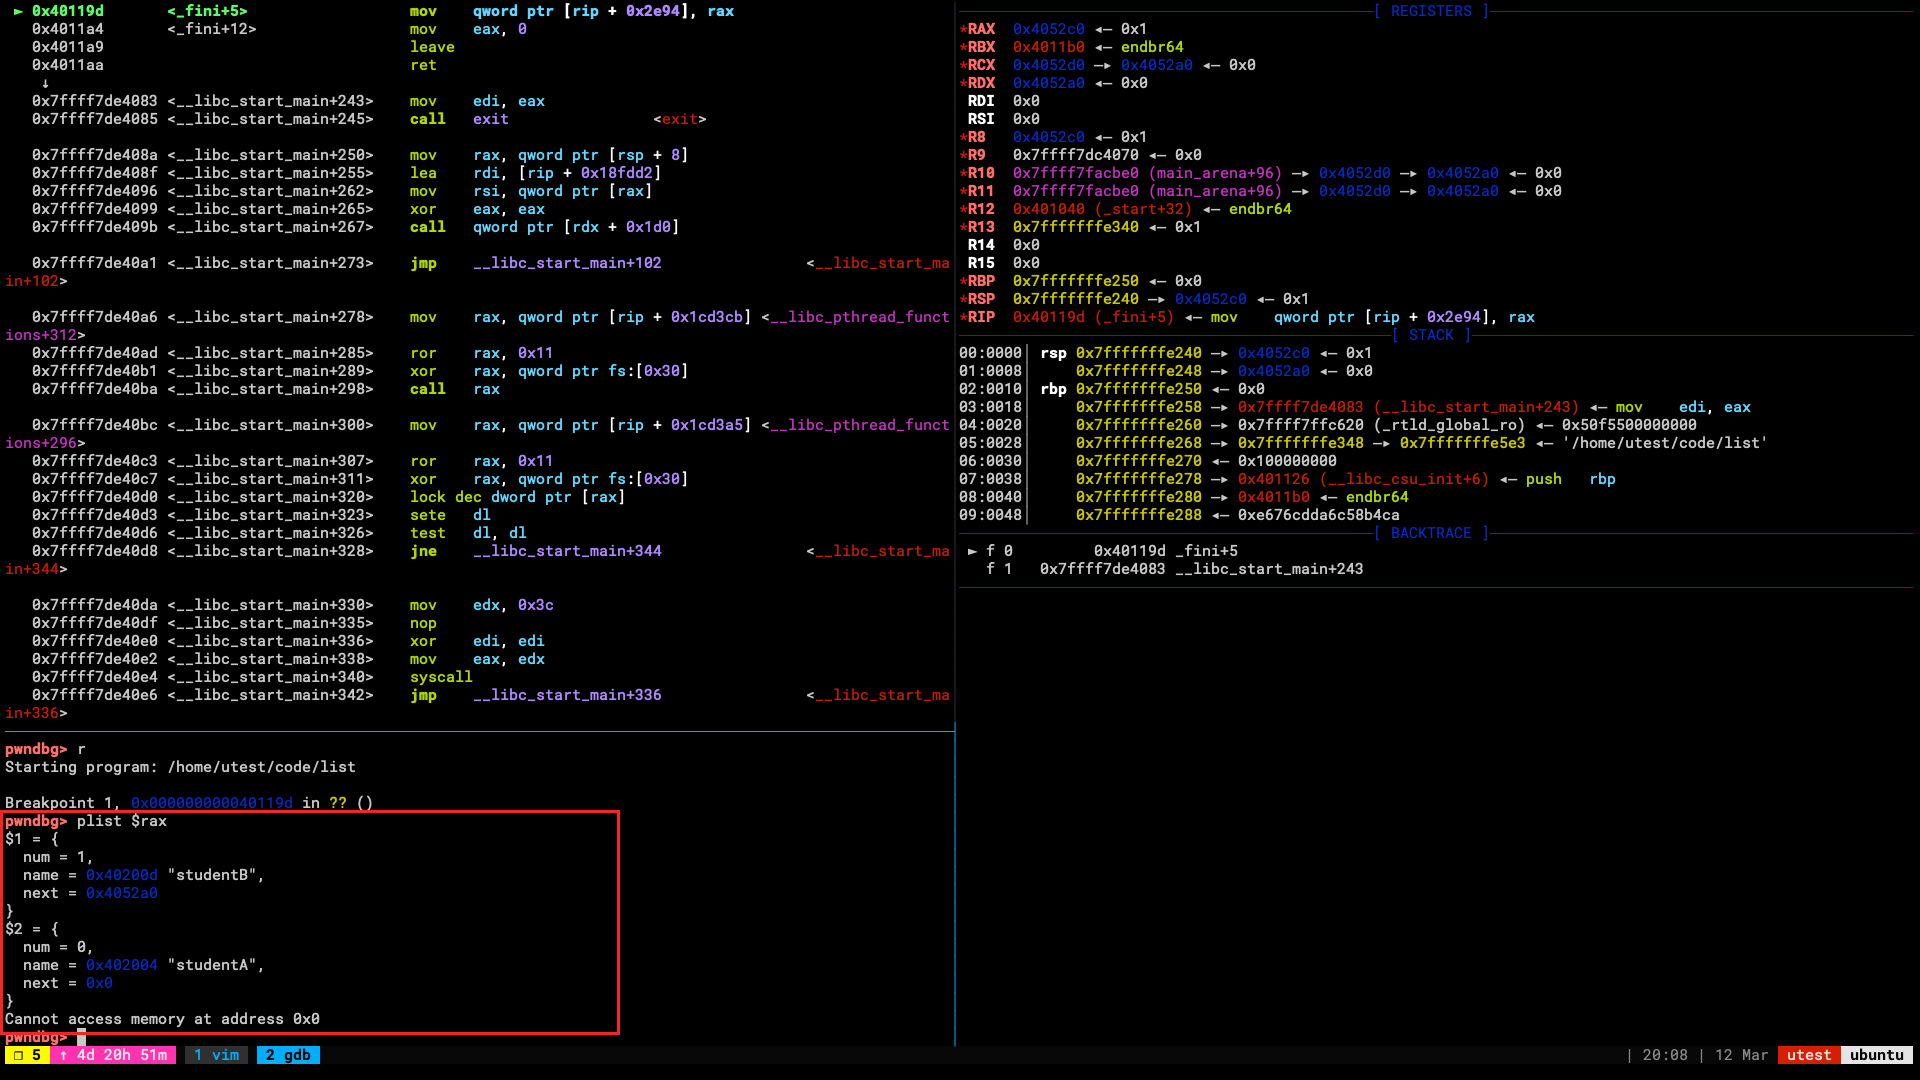 ► 0x40119d       <_fini+5>                  mov    qword ptr [rip + 0x2e94], rax
0x4011a4       <_fini+12>                 mov    eax, 0
0x4011a9                                  leave
0x4011aa                                  ret
↓
0x7ffff7de4083 <__libc_start_main+243>    mov    edi, eax
0x7ffff7de4085 <__libc_start_main+245>    call   exit                <exit>
0x7ffff7de408a <__libc_start_main+250>    mov    rax, qword ptr [rsp + 8]
0x7ffff7de408f <__libc_start_main+255>    lea    rdi, [rip + 0x18fdd2]
0x7ffff7de4096 <__libc_start_main+262>    mov    rsi, qword ptr [rax]
0x7ffff7de4099 <__libc_start_main+265>    xor    eax, eax
0x7ffff7de409b <__libc_start_main+267>    call   qword ptr [rdx + 0x1d0]
0x7ffff7de40a1 <__libc_start_main+273>    jmp    __libc_start_main+102                <__libc_start_ma
in+102>
0x7ffff7de40a6 <__libc_start_main+278>    mov    rax, qword ptr [rip + 0x1cd3cb] <__libc_pthread_funct
ions+312>
0x7ffff7de40ad <__libc_start_main+285>    ror    rax, 0x11
0x7ffff7de40b1 <__libc_start_main+289>    xor    rax, qword ptr fs:[0x30]
0x7ffff7de40ba <__libc_start_main+298>    call   rax
0x7ffff7de40bc <__libc_start_main+300>    mov    rax, qword ptr [rip + 0x1cd3a5] <__libc_pthread_funct
ions+296>
0x7ffff7de40c3 <__libc_start_main+307>    ror    rax, 0x11
0x7ffff7de40c7 <__libc_start_main+311>    xor    rax, qword ptr fs:[0x30]
0x7ffff7de40d0 <__libc_start_main+320>    lock dec dword ptr [rax]
0x7ffff7de40d3 <__libc_start_main+323>    sete   dl
0x7ffff7de40d6 <__libc_start_main+326>    test   dl, dl
0x7ffff7de40d8 <__libc_start_main+328>    jne    __libc_start_main+344                <__libc_start_ma
in+344>
0x7ffff7de40da <__libc_start_main+330>    mov    edx, 0x3c
0x7ffff7de40df <__libc_start_main+335>    nop
0x7ffff7de40e0 <__libc_start_main+336>    xor    edi, edi
0x7ffff7de40e2 <__libc_start_main+338>    mov    eax, edx
0x7ffff7de40e4 <__libc_start_main+340>    syscall
0x7ffff7de40e6 <__libc_start_main+342>    jmp    __libc_start_main+336                <__libc_start_ma
in+336>
pwndbg> r
Starting program: /home/utest/code/list
Breakpoint 1, 0x000000000040119d in ?? ()
pwndbg> plist $rax
$1 = {
num = 1,
name = 0x40200d "studentB",
next = 0x4052a0
}
$2 = {
num = 0,
name = 0x402004 "studentA",
next = 0x0
}
Cannot access memory at address 0x0
pwndbg>
[ REGISTERS ]
*RAX  0x4052c0 ◂— 0x1
*RBX  0x4011b0 ◂— endbr64
*RCX  0x4052d0 —▸ 0x4052a0 ◂— 0x0
*RDX  0x4052a0 ◂— 0x0
RDI  0x0
RSI  0x0
*R8   0x4052c0 ◂— 0x1
*R9   0x7ffff7dc4070 ◂— 0x0
*R10  0x7ffff7facbe0 (main_arena+96) —▸ 0x4052d0 —▸ 0x4052a0 ◂— 0x0
*R11  0x7ffff7facbe0 (main_arena+96) —▸ 0x4052d0 —▸ 0x4052a0 ◂— 0x0
*R12  0x401040 (_start+32) ◂— endbr64
*R13  0x7fffffffe340 ◂— 0x1
R14  0x0
R15  0x0
*RBP  0x7fffffffe250 ◂— 0x0
*RSP  0x7fffffffe240 —▸ 0x4052c0 ◂— 0x1
*RIP  0x40119d (_fini+5) ◂— mov    qword ptr [rip + 0x2e94], rax
[ STACK ]
00:0000│ rsp 0x7fffffffe240 —▸ 0x4052c0 ◂— 0x1
01:0008│     0x7fffffffe248 —▸ 0x4052a0 ◂— 0x0
02:0010│ rbp 0x7fffffffe250 ◂— 0x0
03:0018│     0x7fffffffe258 —▸ 0x7ffff7de4083 (__libc_start_main+243) ◂— mov    edi, eax
04:0020│     0x7fffffffe260 —▸ 0x7ffff7ffc620 (_rtld_global_ro) ◂— 0x50f5500000000
05:0028│     0x7fffffffe268 —▸ 0x7fffffffe348 —▸ 0x7fffffffe5e3 ◂— '/home/utest/code/list'
06:0030│     0x7fffffffe270 ◂— 0x100000000
07:0038│     0x7fffffffe278 —▸ 0x401126 (__libc_csu_init+6) ◂— push   rbp
08:0040│     0x7fffffffe280 —▸ 0x4011b0 ◂— endbr64
09:0048│     0x7fffffffe288 ◂— 0xe676cdda6c58b4ca
[ BACKTRACE ]
► f 0         0x40119d _fini+5
f 1   0x7ffff7de4083 __libc_start_main+243
❐ 5 ↑ 4d 20h 51m 1 vim 2 gdb | 20:08 | 12 Mar utest ubuntu